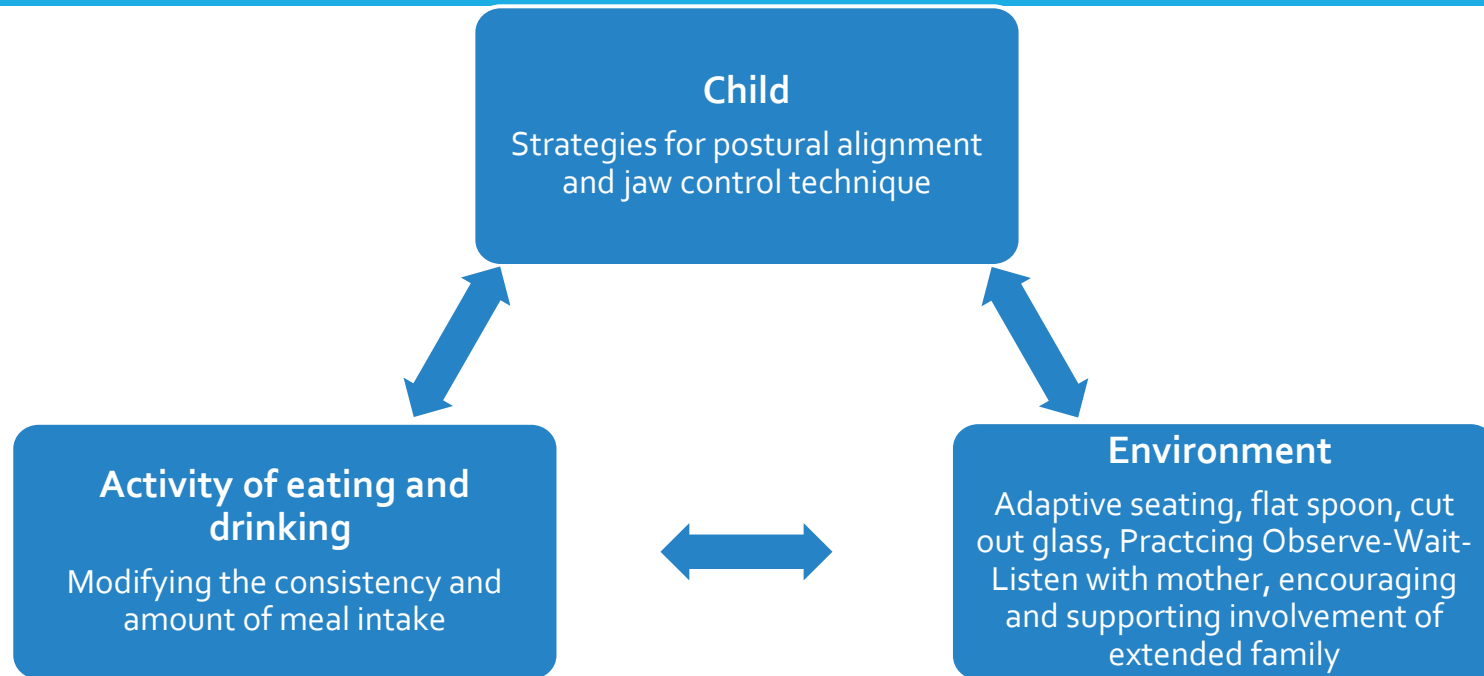 Child
Strategies for postural alignment
and jaw control technique
Activity of eating and
drinking
Modifying the consistency and
amount of meal intake
Environment
Adaptive seating, flat spoon, cut
out glass, Practcing Observe-Wait-
Listen with mother, encouraging
and supporting involvement of
extended family